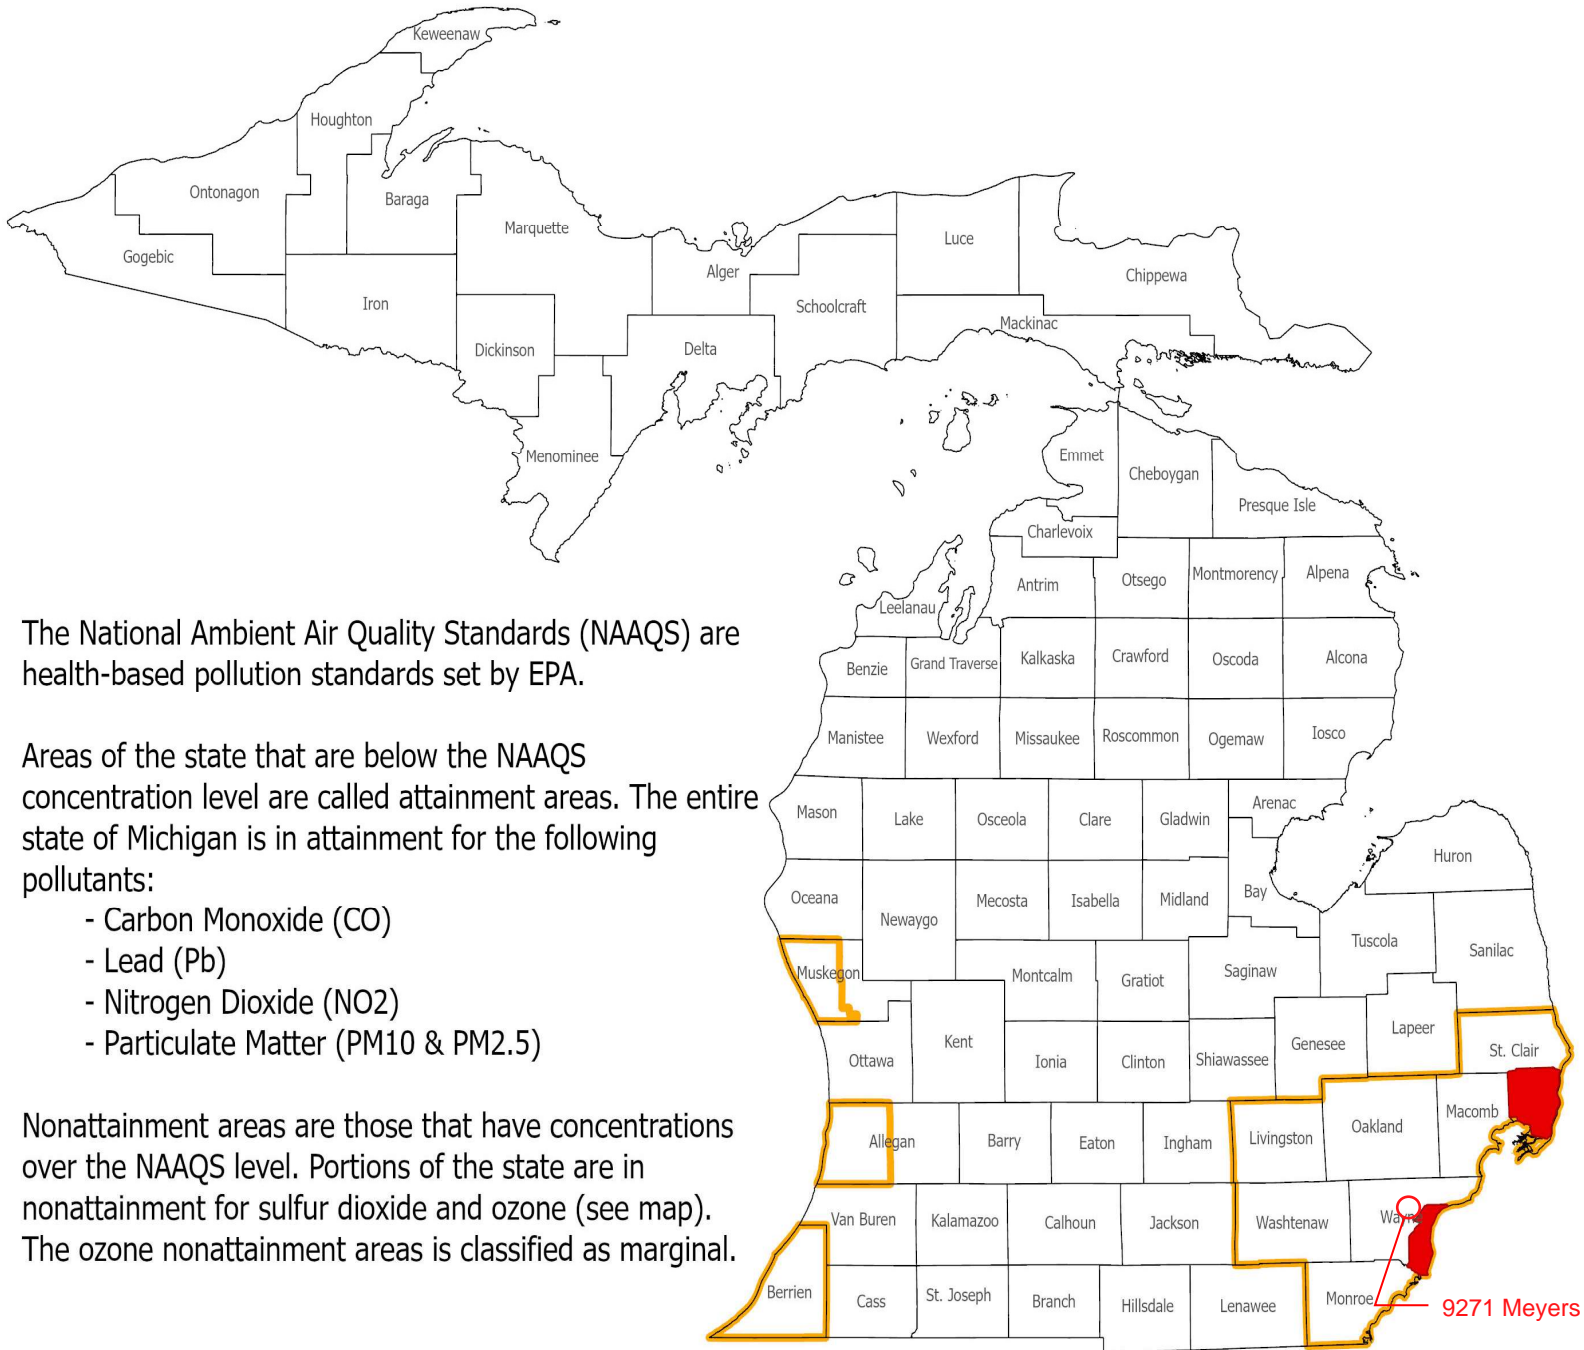 Keweenaw
Houghton
Ontonagon
Baraga
Marquette
Gogebic
Luce
Alger
Chippewa
Iron
Schoolcraft
Mackinac
Dickinson
Delta
Menominee
Emmet
Cheboygan
Presque Isle
Charlevoix
Antrim
Otsego
Montmorency
Alpena
Leelanau
The National Ambient Air Quality Standards (NAAQS) are
health-based pollution standards set by EPA.
Benzie
Grand Traverse
Kalkaska
Crawford
Oscoda
Alcona
Manistee
Wexford
Missaukee
Roscommon
Ogemaw
Iosco
Areas of the state that are below the NAAQS
concentration level are called attainment areas. The entire
state of Michigan is in attainment for the following
pollutants:
- Carbon Monoxide (CO)
- Lead (Pb)
- Nitrogen Dioxide (NO2)
- Particulate Matter (PM10 & PM2.5)
Mason
Lake
Osceola
Clare
Gladwin
Arenac
Huron
Oceana
Newaygo
Mecosta
Isabella
Midland
Bay
Tuscola
Sanilac
Muskegon
Montcalm
Gratiot
Saginaw
Lapeer
Genesee
St. Clair
Ottawa
Kent
Ionia
Clinton
Shiawassee
Nonattainment areas are those that have concentrations
over the NAAQS level. Portions of the state are in
nonattainment for sulfur dioxide and ozone (see map).
The ozone nonattainment areas is classified as marginal.
Allegan
Barry
Eaton
Ingham
Livingston
Oakland
Macomb
Van Buren
Kalamazoo
Calhoun
Jackson
Washtenaw
Wayne
Berrien
Cass
St. Joseph
Branch
Hillsdale
Lenawee
Monroe
9271 Meyers